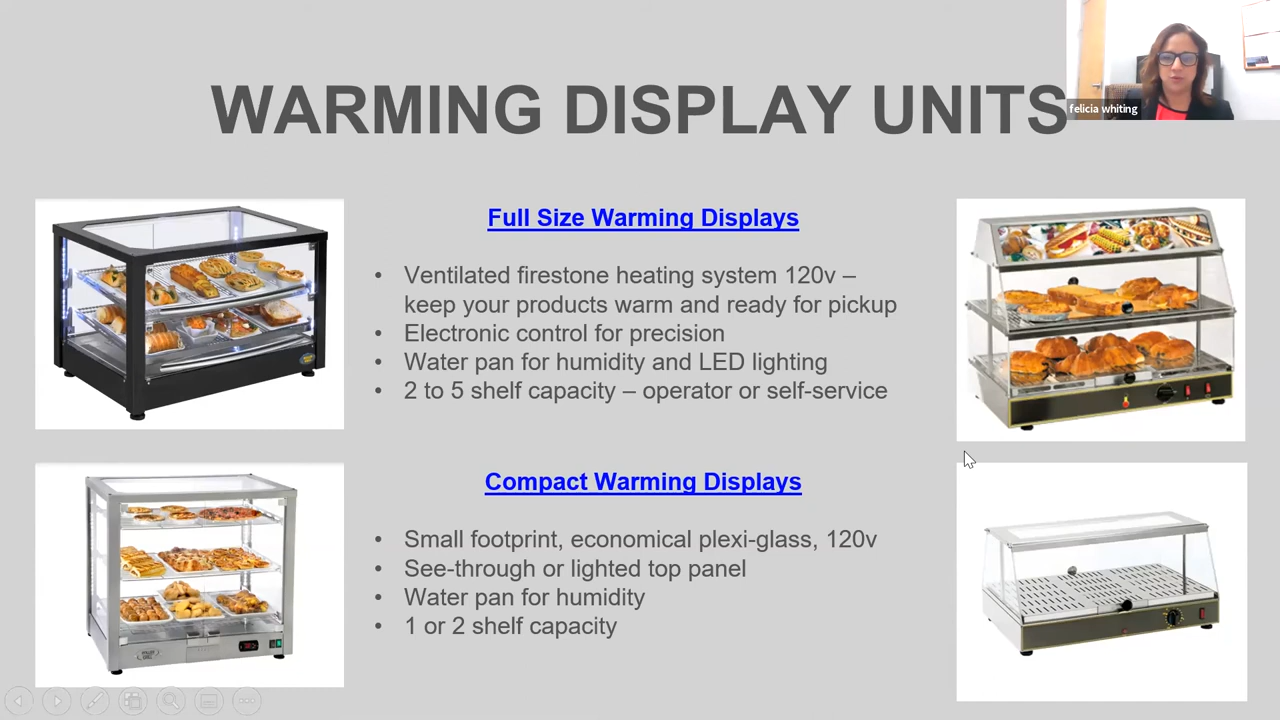 WARMING DISPLAY UNITS
felicia whiting
Full Size Warming Displays
• Ventilated firestone heating system 120v –
keep your products warm and ready for pickup
• Electronic control for precision
• Water pan for humidity and LED lighting
• 2 to 5 shelf capacity – operator or self-service
Compact Warming Displays
• Small footprint, economical plexi-glass, 120v
• See-through or lighted top panel
• Water pan for humidity
• 1 or 2 shelf capacity